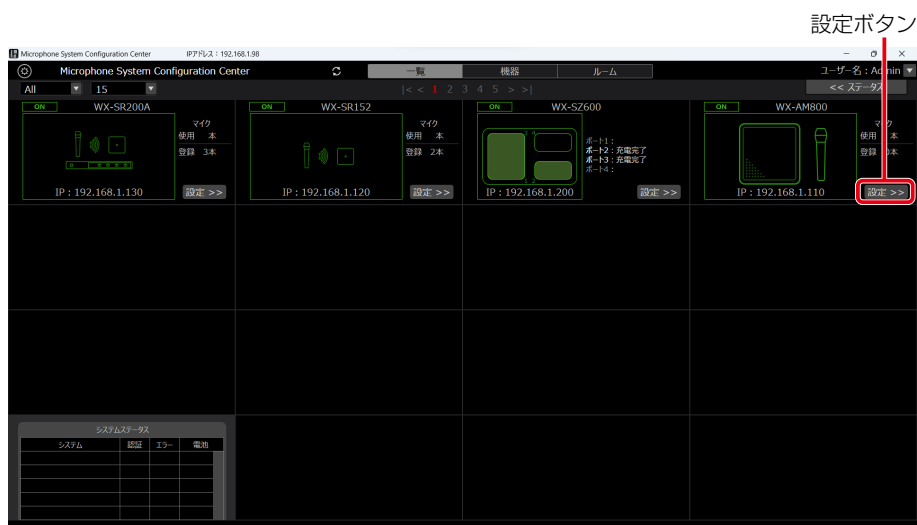 設定ボタン
Microphone System Configuration Center IPアドレス : 192.168.1.98
Microphone System Configuration Center 一覧 機器 ルーム ユーザー名 : Admin
All 15 |< < 1 2 3 4 5 > >| << ステータス
ON WX-SR200A
マイク
使用 本
登録 3本
IP : 192.168.1.130 設定 >>
ON WX-SR152
マイク
使用 本
登録 2本
IP : 192.168.1.120 設定 >>
ON WX-SZ600
ポート1 :
ポート2 : 充電完了
ポート3 : 充電完了
ポート4 :
IP : 192.168.1.200 設定 >>
ON WX-AM800
マイク
使用 本
登録 本
IP : 192.168.1.110 設定 >>
システムステータス
システム 認証 エラー 電池